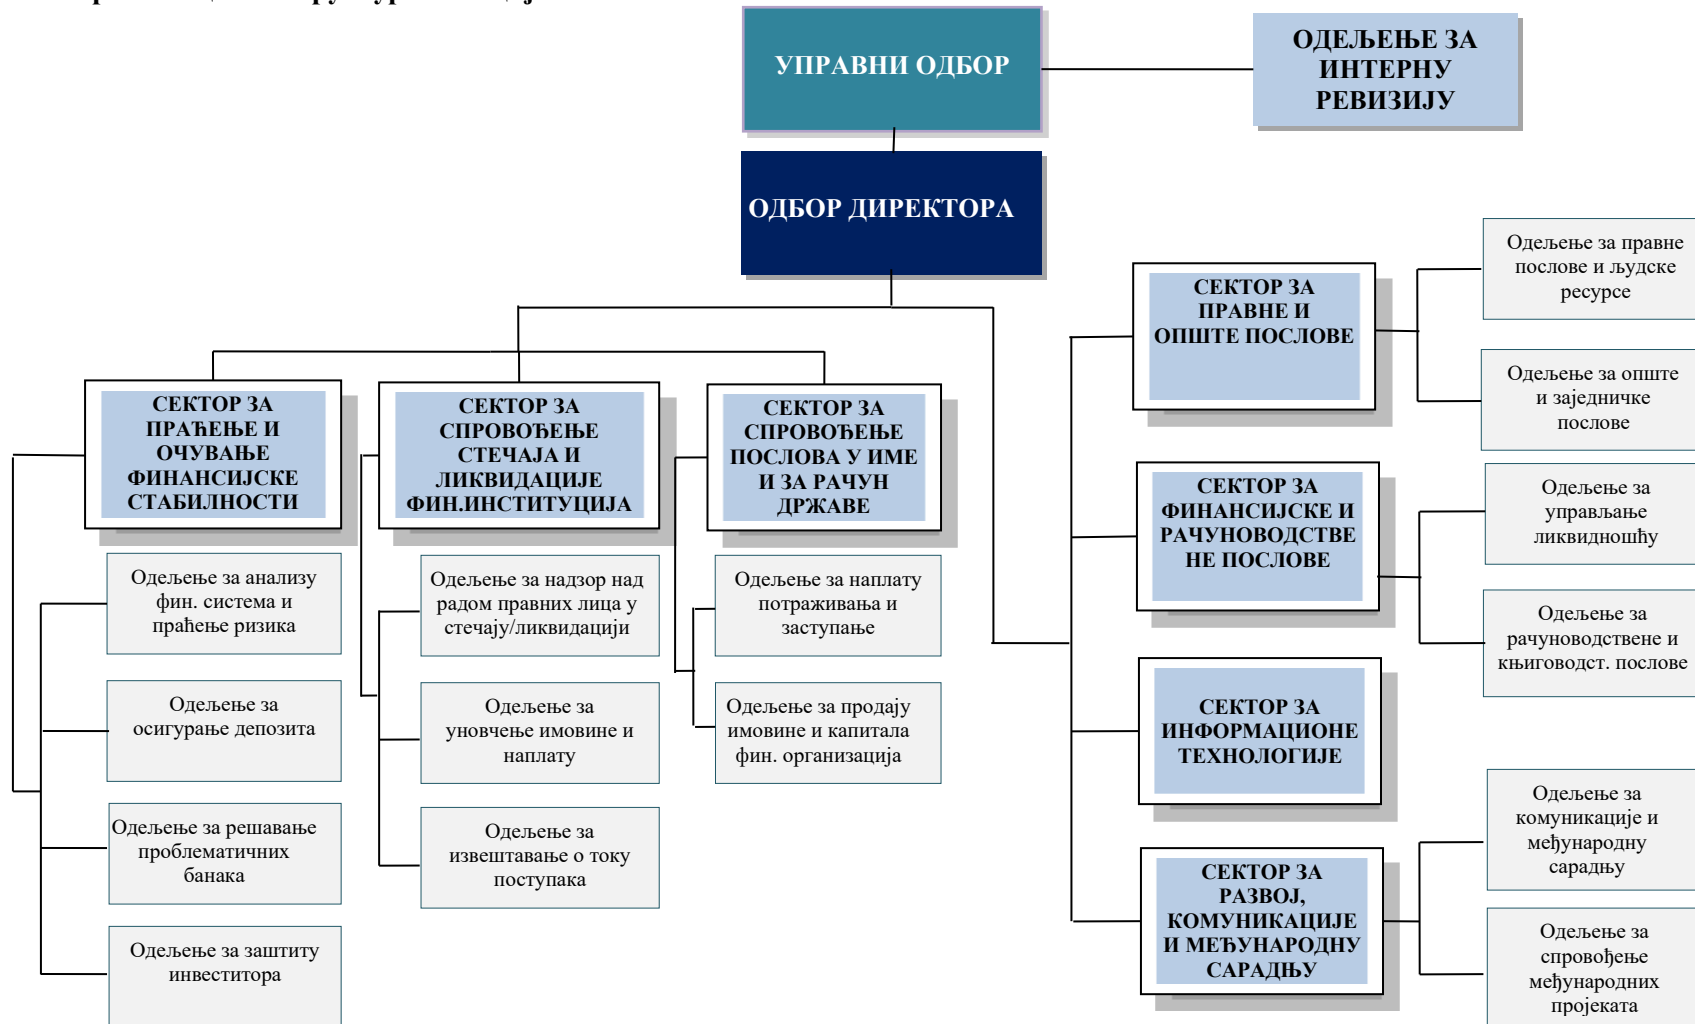 УПРАВНИ ОДБОР
ОДЕЉЕЊЕ ЗА
ИНТЕРНУ
РЕВИЗИЈУ
ОДБОР ДИРЕКТОРА
СЕКТОР ЗА
ПРАЋЕЊЕ И
ОЧУВАЊЕ
ФИНАНСИЈСКЕ
СТАБИЛНОСТИ
Одељење за анализу
фин. система и
праћење ризика
Одељење за
осигурање депозита
Одељење за решавање
проблематичних
банака
Одељење за заштиту
инвеститора
СЕКТОР ЗА
СПРОВОЂЕЊЕ
СТЕЧАЈА И
ЛИКВИДАЦИЈЕ
ФИН.ИНСТИТУЦИЈА
Одељење за надзор над
радом правних лица у
стечају/ликвидацији
Одељење за
уновчење имовине и
наплату
Одељење за
извештавање о току
поступака
СЕКТОР ЗА
СПРОВОЂЕЊЕ
ПОСЛОВА У ИМЕ
И ЗА РАЧУН
ДРЖАВЕ
Одељење за наплату
потраживања и
заступање
Одељење за продају
имовине и капитала
фин. организација
СЕКТОР ЗА
ПРАВНЕ И
ОПШТЕ ПОСЛОВЕ
Одељење за правне
послове и људске
ресурсе
Одељење за опште
и заједничке
послове
СЕКТОР ЗА
ФИНАНСИЈСКЕ И
РАЧУНОВОДСТВЕ
НЕ ПОСЛОВЕ
Одељење за
управљање
ликвидношћу
Одељење за
рачуноводствене и
књиговодст. послове
СЕКТОР ЗА
ИНФОРМАЦИОНЕ
ТЕХНОЛОГИЈЕ
СЕКТОР ЗА
РАЗВОЈ,
КОМУНИКАЦИЈЕ
И МЕЂУНАРОДНУ
САРАДЊУ
Одељење за
комуникације и
међународну
сарадњу
Одељење за
спровођење
међународних
пројеката